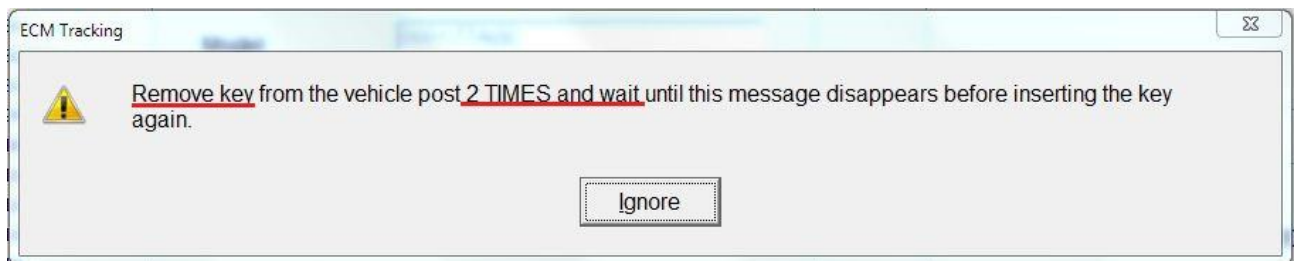 ECM Tracking
Remove key from the vehicle post 2 TIMES and wait until this message disappears before inserting the key
again.
Ignore